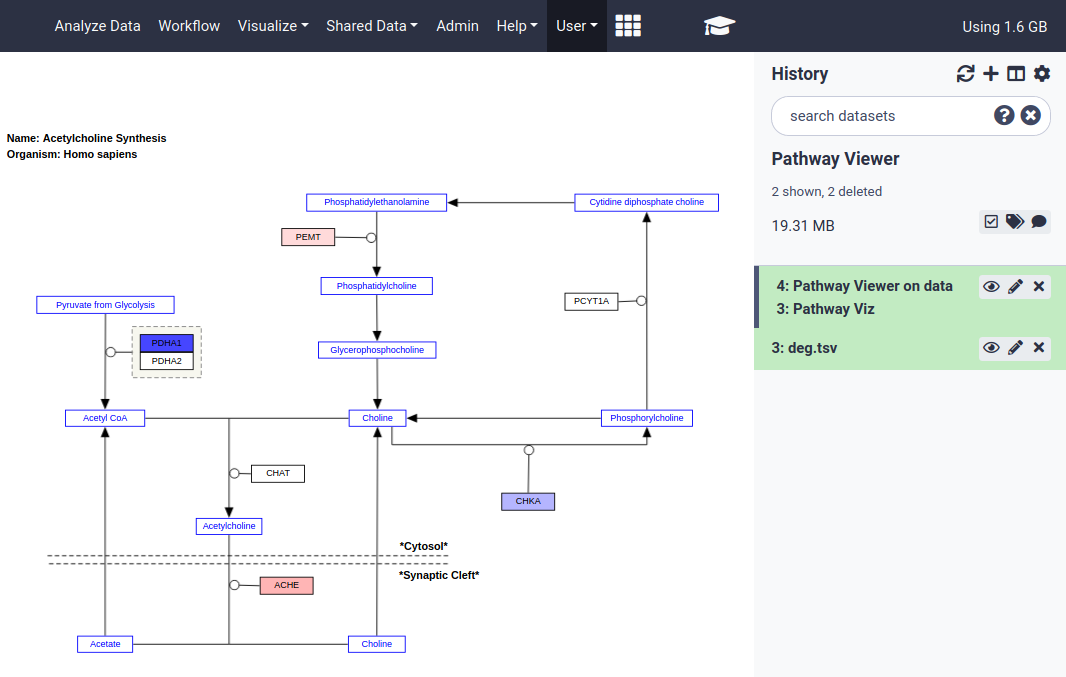 Analyze Data Workflow Visualize Shared Data Admin Help User Using 1.6 GB
History
search datasets
Pathway Viewer
2 shown, 2 deleted
19.31 MB
4: Pathway Viewer on data
3: Pathway Viz
3: deg.tsv
Name: Acetylcholine Synthesis
Organism: Homo sapiens
Phosphatidylethanolamine
Cytidine diphosphate choline
PEMT
Phosphatidylcholine
Pyruvate from Glycolysis
PCYT1A
PDHA1
PDHA2
Glycerophosphocholine
Acetyl CoA
Choline
Phosphorylcholine
CHAT
CHKA
Acetylcholine
*Cytosol*
*Synaptic Cleft*
ACHE
Acetate
Choline